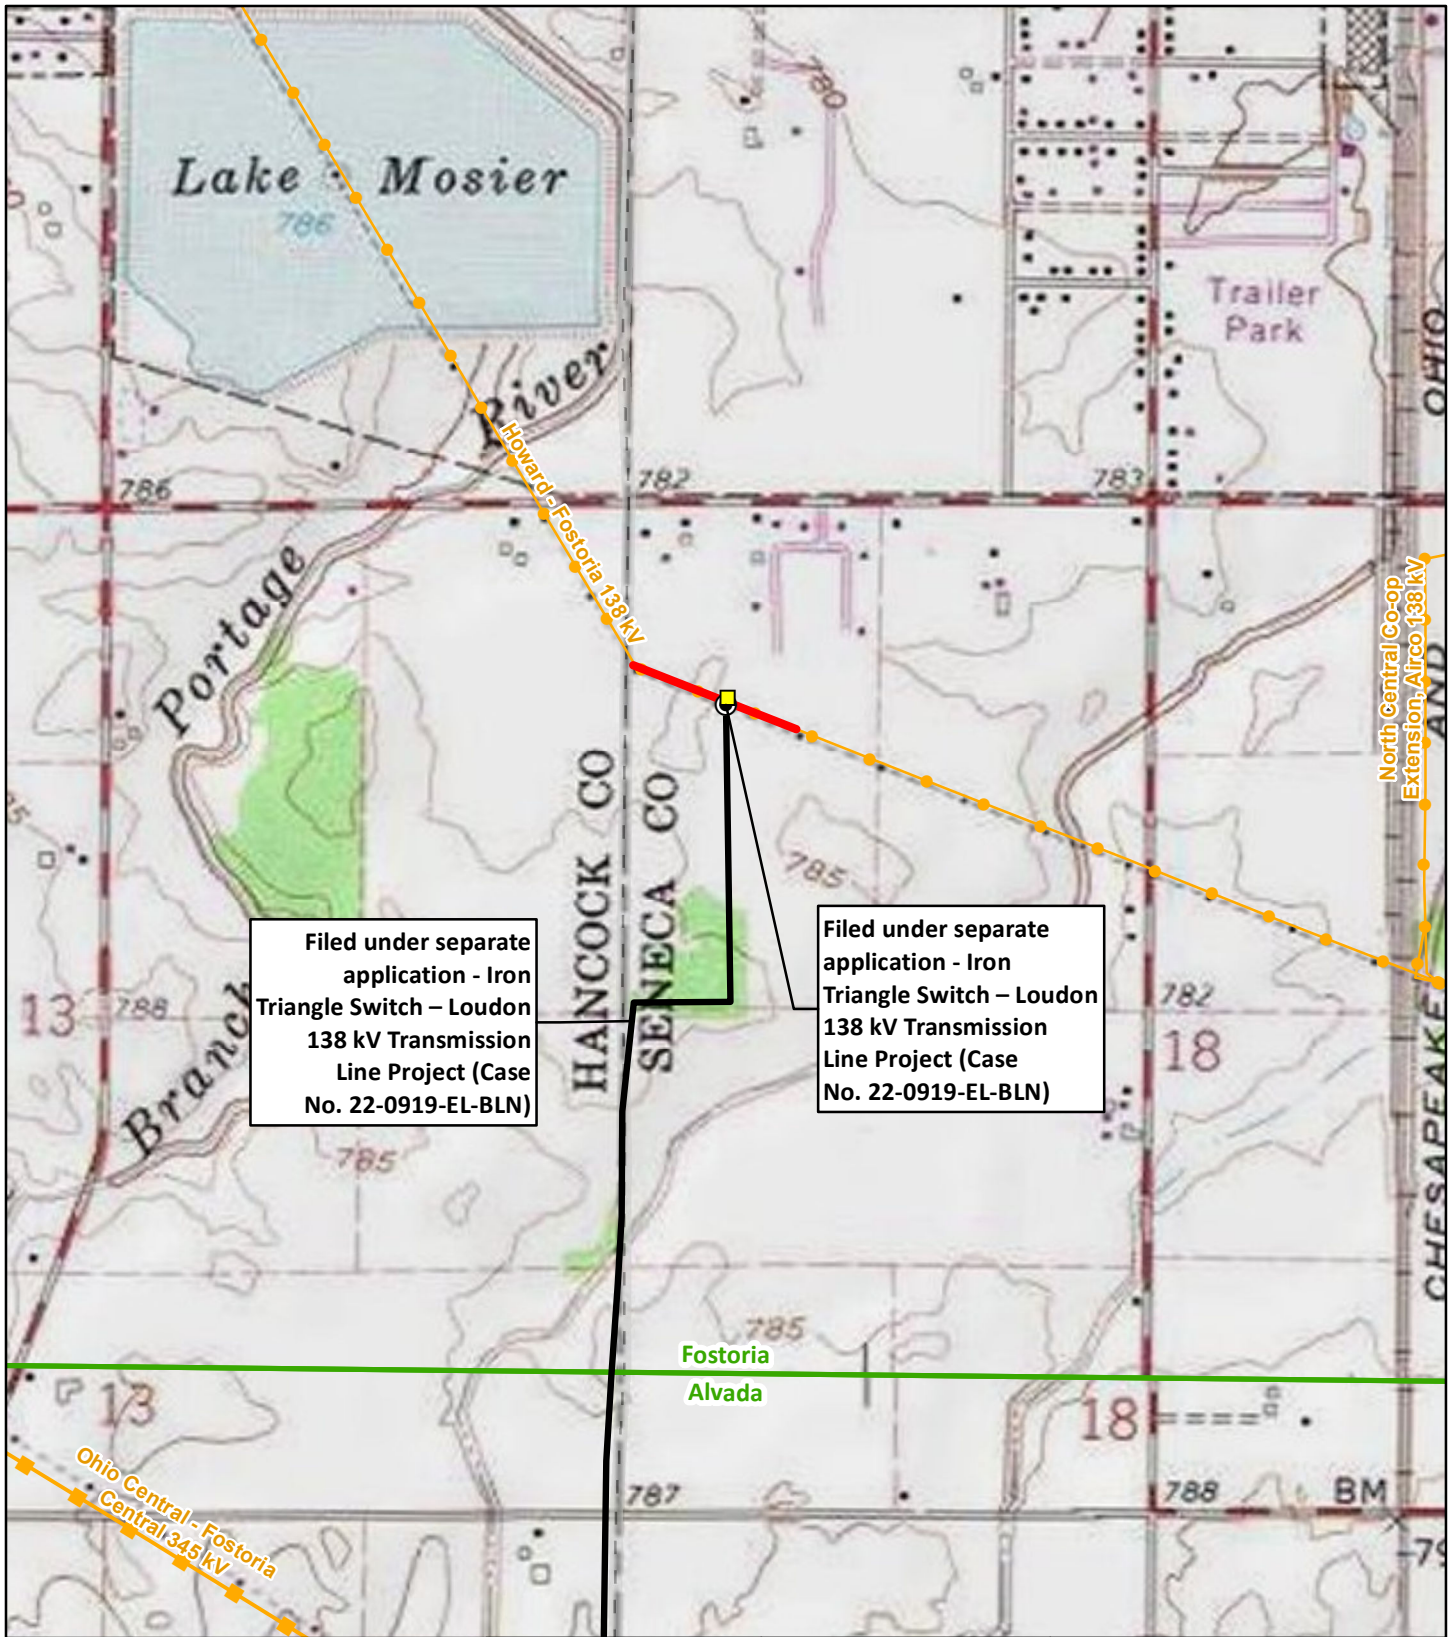 Lake Mosier
786
780
Trailer
Park
OHIO
River
Howard - Fostoria 138 kV
786
782
783
Portage
North Central Co-op
Extension, Airco 138 kV
AND
HANCOCK CO
SENECA CO
785
Filed under separate
application - Iron
Triangle Switch – Loudon
138 kV Transmission
Line Project (Case
No. 22-0919-EL-BLN)
Filed under separate
application - Iron
Triangle Switch – Loudon
138 kV Transmission
Line Project (Case
No. 22-0919-EL-BLN)
13
788
782
18
Branch
785
CHESAPEAKE
785
Fostoria
Alvada
13
18
Ohio Central - Fostoria
Central 345 kV
787
788
BM